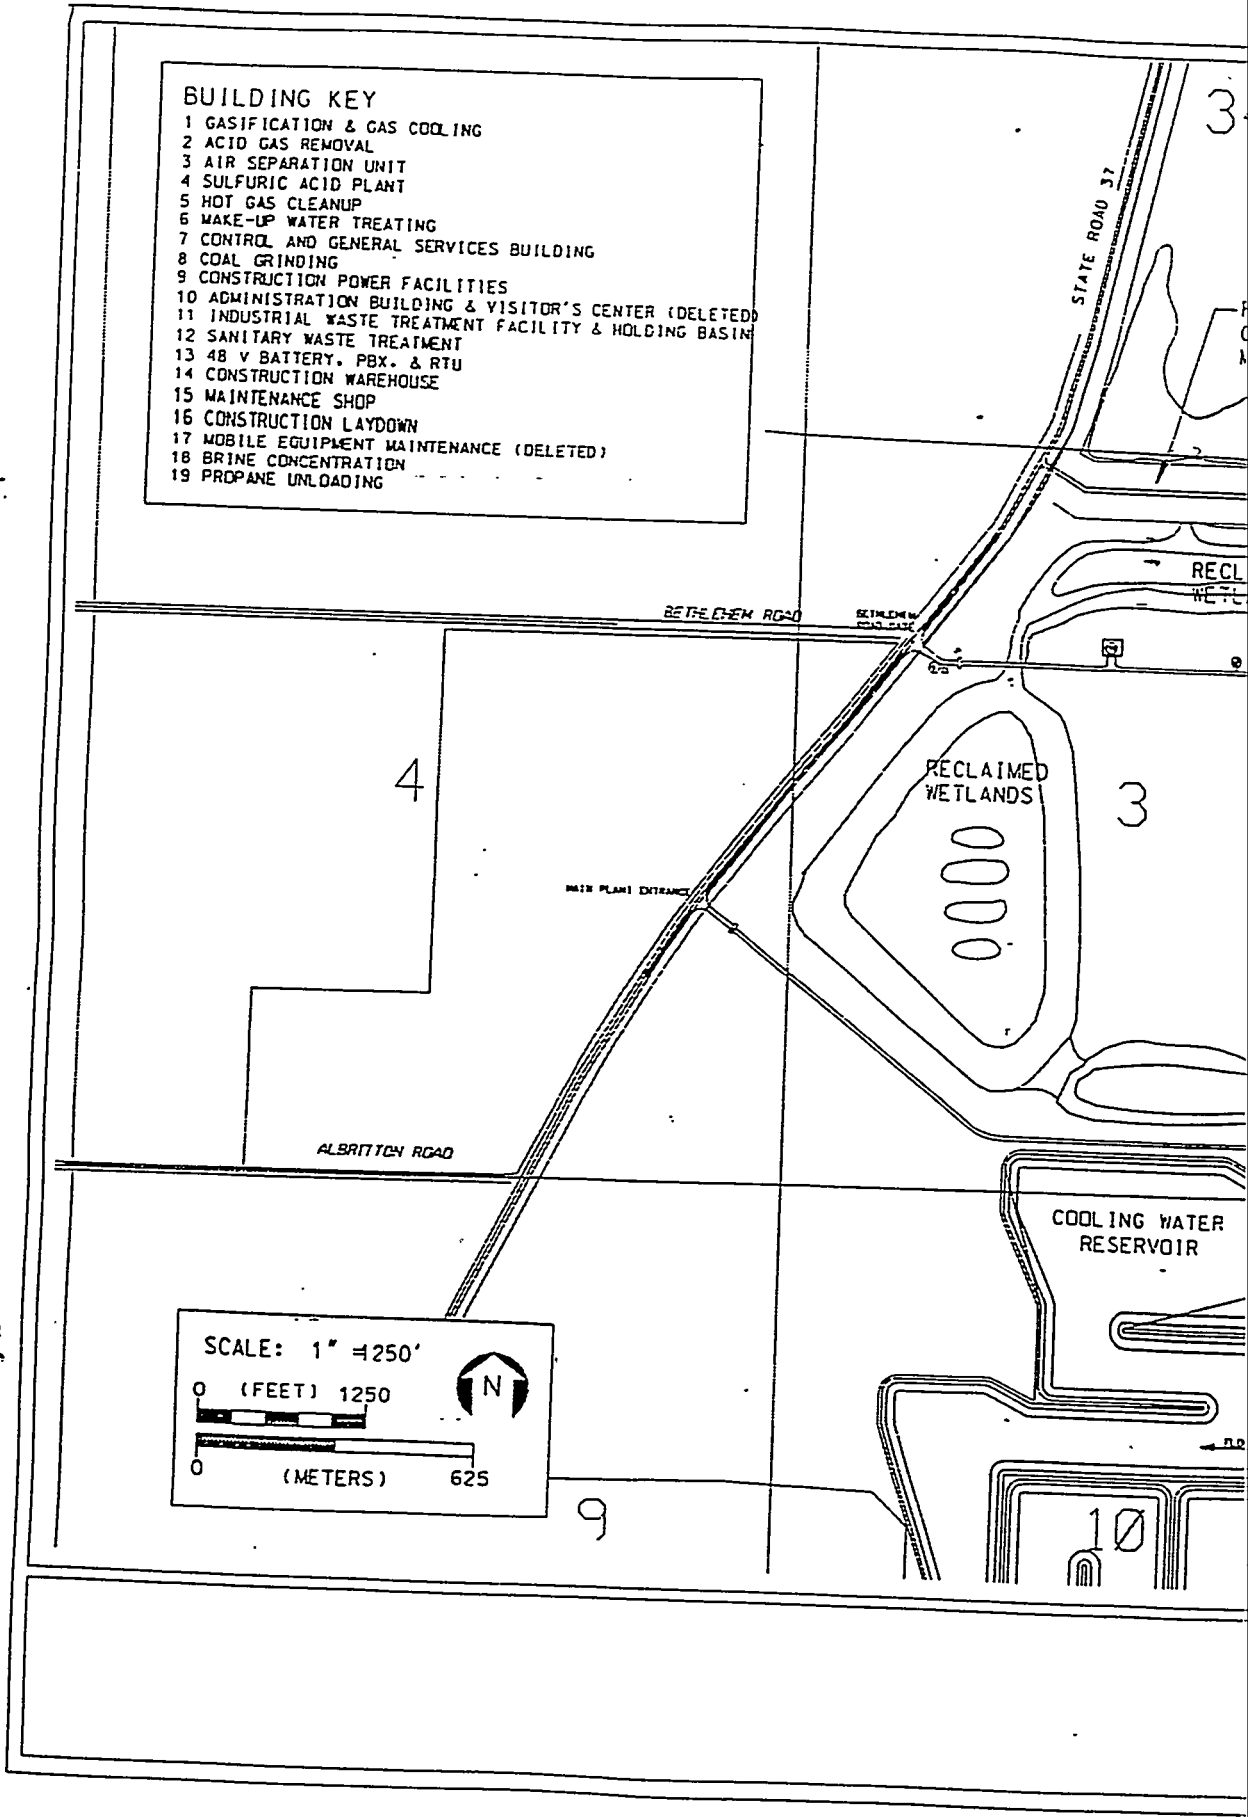 BUILDING KEY
1 GASIFICATION & GAS COOLING
2 ACID GAS REMOVAL
3 AIR SEPARATION UNIT
4 SULFURIC ACID PLANT
5 HOT GAS CLEANUP
6 MAKE-UP WATER TREATING
7 CONTROL AND GENERAL SERVICES BUILDING
8 COAL GRINDING
9 CONSTRUCTION POWER FACILITIES
10 ADMINISTRATION BUILDING & VISITOR'S CENTER (DELETED)
11 INDUSTRIAL WASTE TREATMENT FACILITY & HOLDING BASIN
12 SANITARY WASTE TREATMENT
13 48 V BATTERY, PBX, & RTU
14 CONSTRUCTION WAREHOUSE
15 MAINTENANCE SHOP
16 CONSTRUCTION LAYDOWN
17 MOBILE EQUIPMENT MAINTENANCE (DELETED)
18 BRINE CONCENTRATION
19 PROPANE UNLOADING
3
STATE ROAD 37
RECL
WETL
BETHLEHEM ROAD
BETHLEHEM
ROAD GATE
4
RECLAIMED
WETLANDS
3
MAIN PLANT ENTRANCE
ALBRITTON ROAD
COOLING WATER
RESERVOIR
SCALE: 1" =1250'
0 (FEET) 1250
N
0 (METERS) 625
9
10